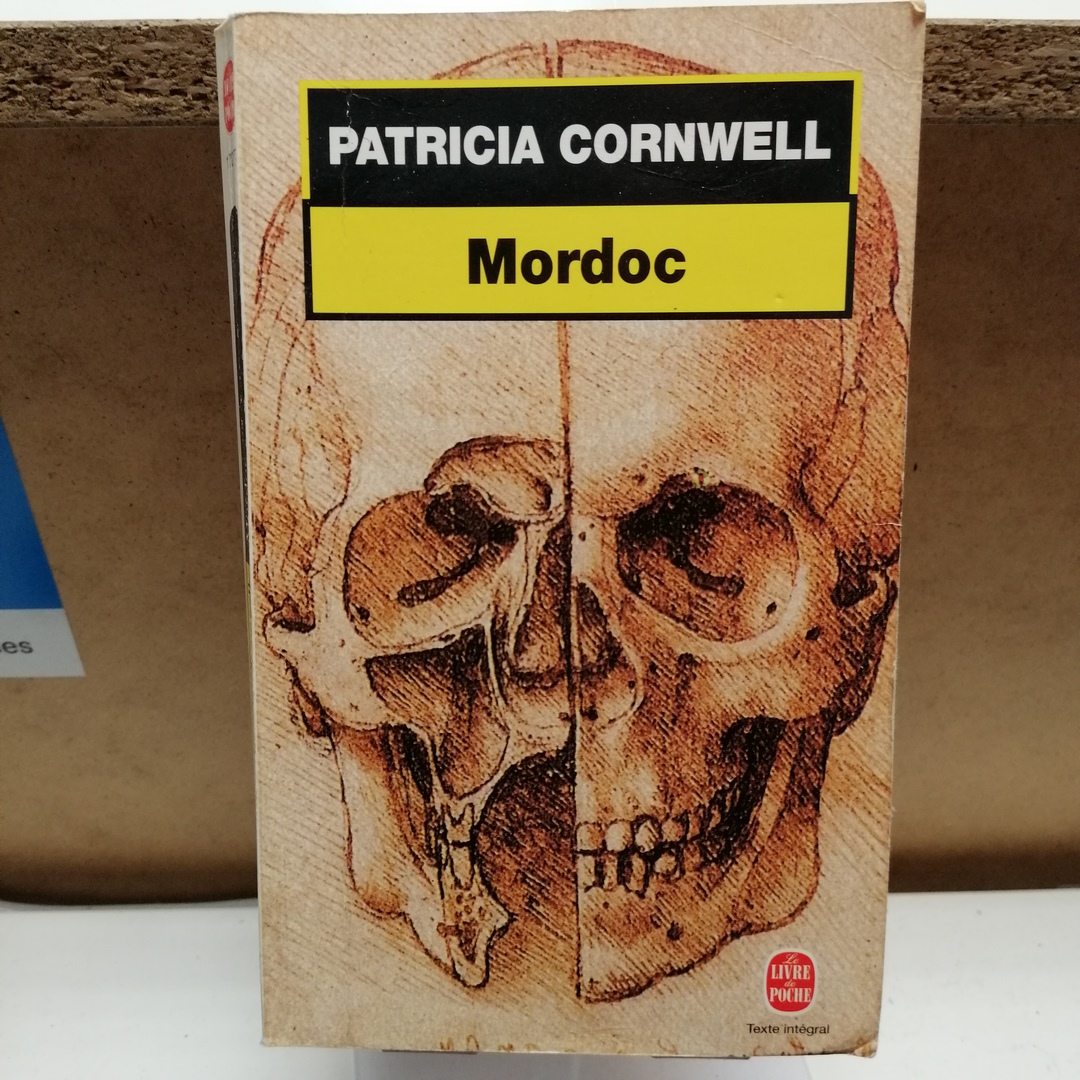 PATRICIA CORNWELL
Mordoc
Le
LIVRE
de
POCHE
Texte intégral